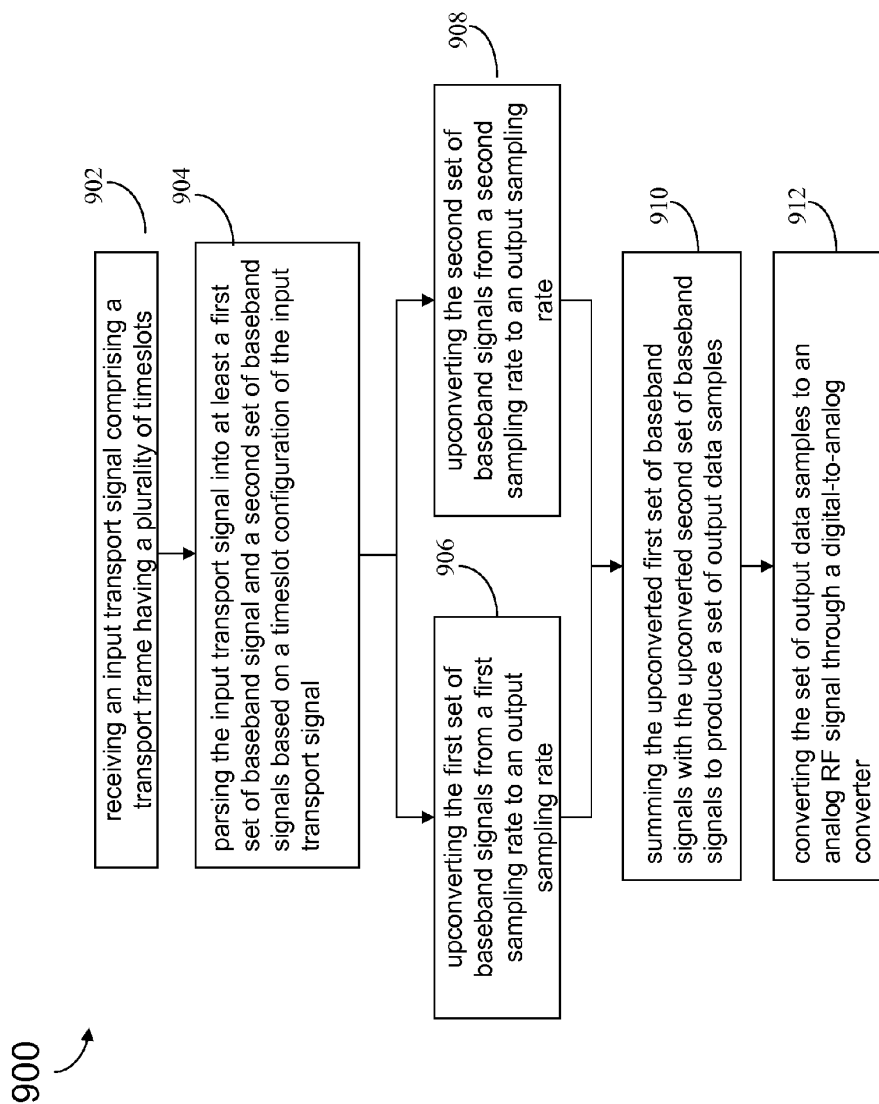 900
902
receiving an input transport signal comprising a
transport frame having a plurality of timeslots
904
parsing the input transport signal into at least a first
set of baseband signal and a second set of baseband
signals based on a timeslot configuration of the input
transport signal
906
upconverting the first set of
baseband signals from a first
sampling rate to an output
sampling rate
908
upconverting the second set of
baseband signals from a second
sampling rate to an output sampling
rate
910
summing the upconverted first set of baseband
signals with the upconverted second set of baseband
signals to produce a set of output data samples
912
converting the set of output data samples to an
analog RF signal through a digital-to-analog
converter